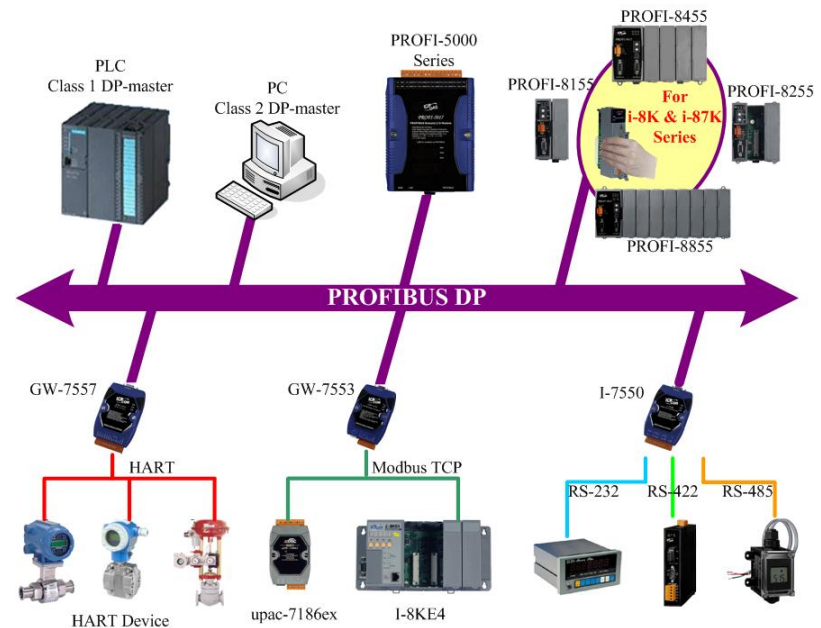 PLC
Class 1 DP-master
PC
Class 2 DP-master
PROFI-5000
Series
PROFI-8455
PROFI-8155
For
i-8K & i-87K
Series
PROFI-8255
PROFI-8855
PROFIBUS DP
GW-7557
GW-7553
I-7550
HART
Modbus TCP
RS-232
RS-422
RS-485
HART Device
upac-7186ex
I-8KE4